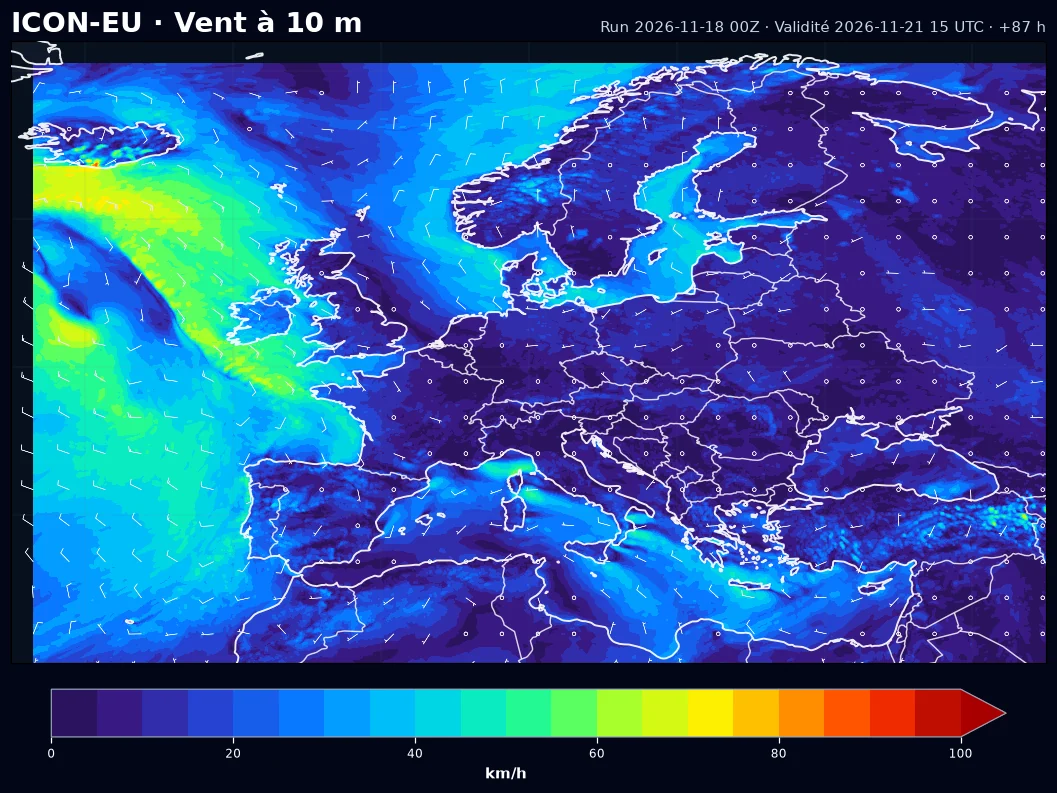 ICON-EU · Vent à 10 m
Run 2026-11-18 00Z · Validité 2026-11-21 15 UTC · +87 h
0 20 40 60 80 100
km/h